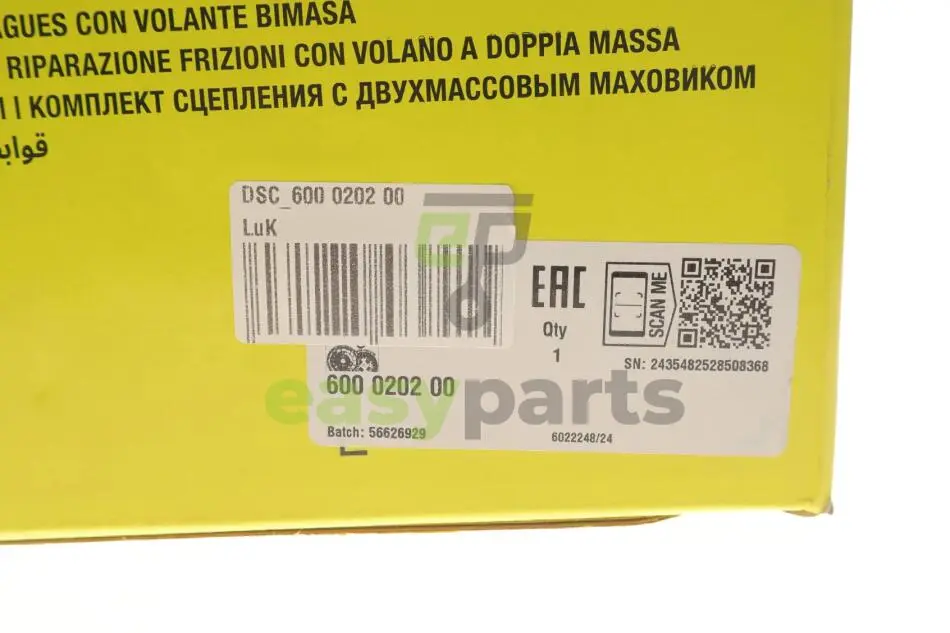 AGUES CON VOLANTE BIMASA
RIPARAZIONE FRIZIONI CON VOLANO A DOPPIA MASSA
I КОМПЛЕКТ СЦЕПЛЕНИЯ С ДВУХМАССОВЫМ МАХОВИКОМ
DSC_600 0202 00
LuK
EAC
Qty
1
SCAN ME
SN: 2435482528508368
600 0202 00
easyparts
Batch: 56626929
6022248/24